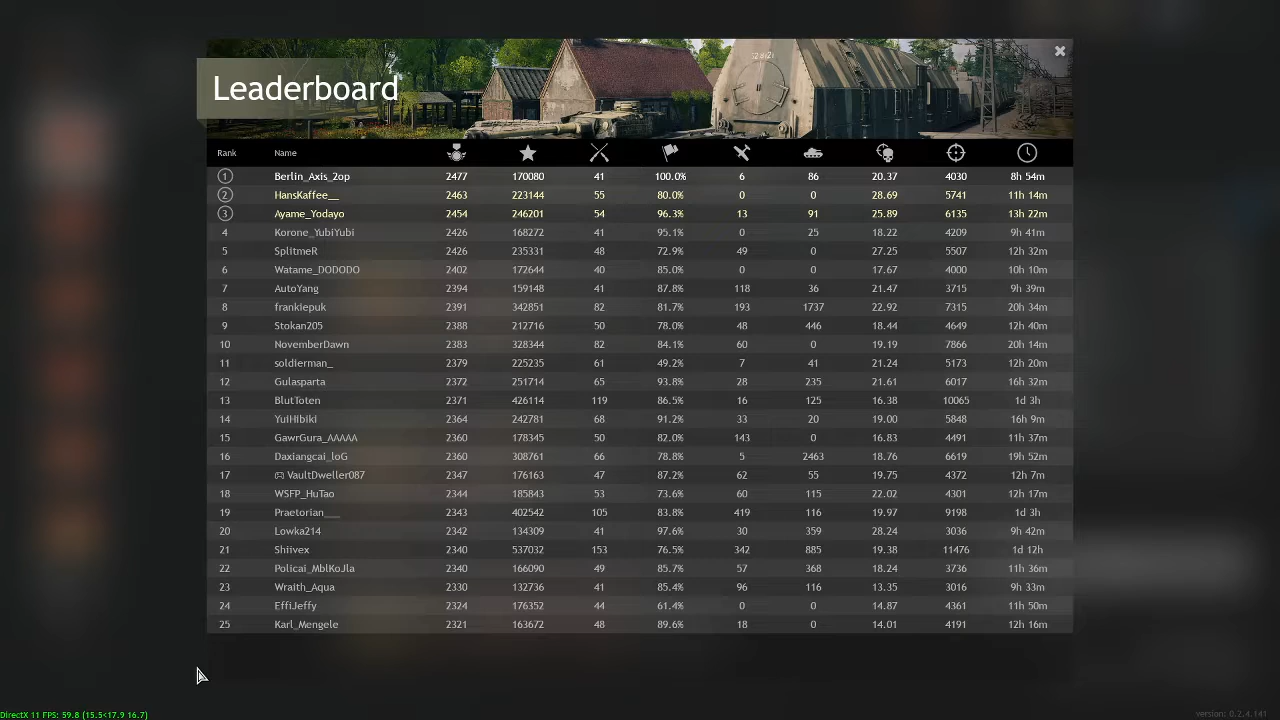 S2 8hZr
Leaderboard
Rank Name
1 Berlin_Axis_2op 2477 170080 41 100.0% 6 86 20.37 4030 8h 54m
2 HansKaffee__ 2463 223144 55 80.0% 0 0 28.69 5741 11h 14m
3 Ayame_Yodayo 2454 246201 54 96.3% 13 91 25.89 6135 13h 22m
4 Korone_YubiYubi 2426 168272 41 95.1% 0 25 18.22 4209 9h 41m
5 SplitmeR 2426 235331 48 72.9% 49 0 27.25 5507 12h 32m
6 Watame_DODODO 2402 172644 40 85.0% 0 0 17.67 4000 10h 10m
7 AutoYang 2394 159148 41 87.8% 118 36 21.47 3715 9h 39m
8 frankiepuk 2391 342851 82 81.7% 193 1737 22.92 7315 20h 34m
9 Stokan205 2388 212716 50 78.0% 48 446 18.44 4649 12h 40m
10 NovemberDawn 2383 328344 82 84.1% 60 0 19.19 7866 20h 14m
11 soldierman_ 2379 225235 61 49.2% 7 41 21.24 5173 12h 20m
12 Gulasparta 2372 251714 65 93.8% 28 235 21.61 6017 16h 32m
13 BlutToten 2371 426114 119 86.5% 16 125 16.38 10065 1d 3h
14 YuiHibiki 2364 242781 68 91.2% 33 20 19.00 5848 16h 9m
15 GawrGura_AAAAA 2360 178345 50 82.0% 143 0 16.83 4491 11h 37m
16 Daxiangcai_loG 2360 308761 66 78.8% 5 2463 18.76 6619 19h 52m
17 VaultDweller087 2347 176163 47 87.2% 62 55 19.75 4372 12h 7m
18 WSFP_HuTao 2344 185843 53 73.6% 60 115 22.02 4301 12h 17m
19 Praetorian___ 2343 402542 105 83.8% 419 116 19.97 9198 1d 3h
20 Lowka214 2342 134309 41 97.6% 30 359 28.24 3036 9h 42m
21 Shiivex 2340 537032 153 76.5% 342 885 19.38 11476 1d 12h
22 Policai_MblKoJla 2340 166090 49 85.7% 57 368 18.24 3736 11h 36m
23 Wraith_Aqua 2330 132736 41 85.4% 96 116 13.35 3016 9h 33m
24 EffiJeffy 2324 176352 44 61.4% 0 0 14.87 4361 11h 50m
25 Karl_Mengele 2321 163672 48 89.6% 18 0 14.01 4191 12h 16m
DirectX 11 FPS: 59.8 (15.5<17.9 16.7)
version: 0.2.4.141